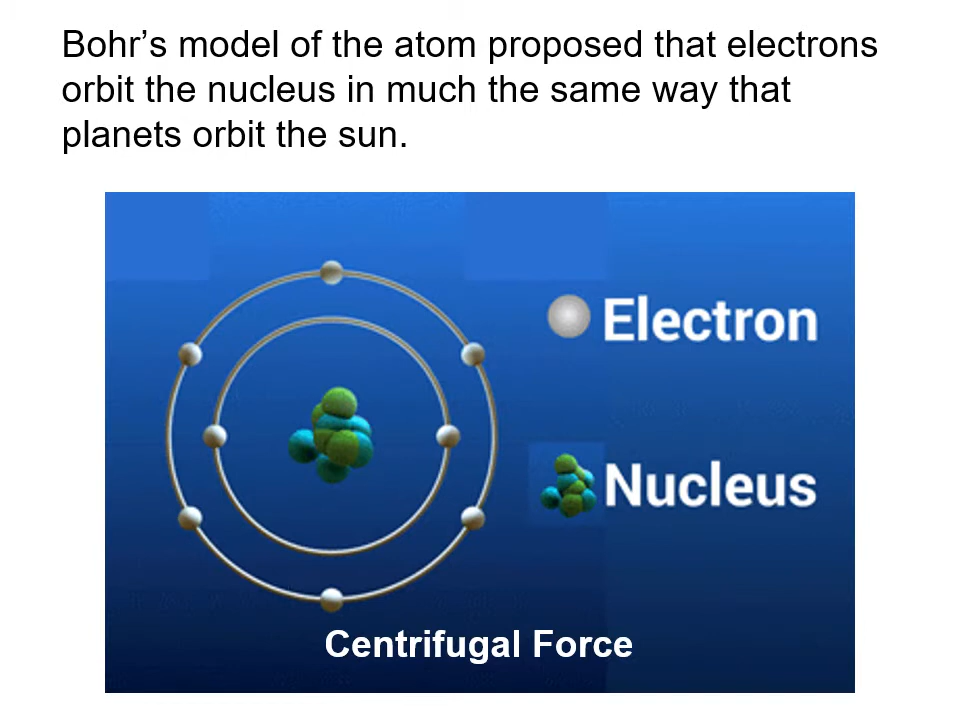 Bohr’s model of the atom proposed that electrons
orbit the nucleus in much the same way that
planets orbit the sun.
Electron
Nucleus
Centrifugal Force